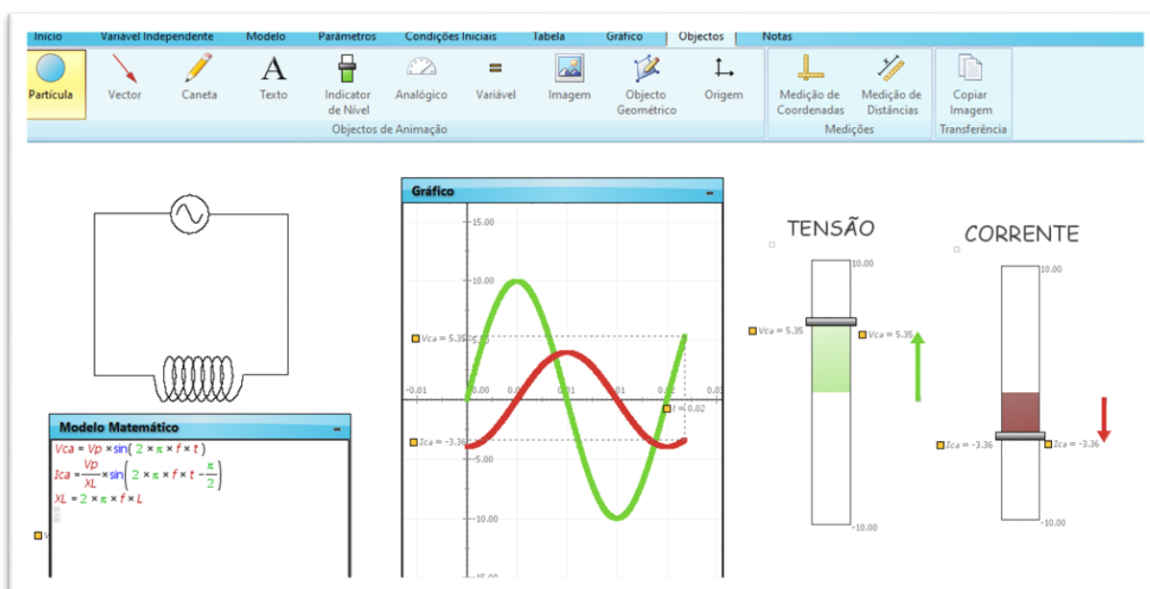 Início Variável Independente Modelo Parâmetros Condições Iniciais Tabela Gráfico Objectos Notas
Partícula Vector Caneta Texto Indicador de Nível Analógico Variável Imagem Objecto Geométrico Origem Medição de Coordenadas Medição de Distâncias Copiar Imagem
Objectos de Animação Medições Transferência
Gráfico
15.00
10.00
Vca = 5.35
-0.01 0.00 0.01 0.03
t = 0.02
Ica = -3.36
-5.00
-10.00
-15.00
TENSÃO
10.00
Vca = 5.35
Vca = 5.35
-10.00
CORRENTE
10.00
Ica = -3.36
Ica = -3.36
-10.00
Modelo Matemático
Vca = Vp × sin( 2 × π × f × t )
Ica = Vp/XL × sin( 2 × π × f × t - π/2 )
XL = 2 × π × f × L